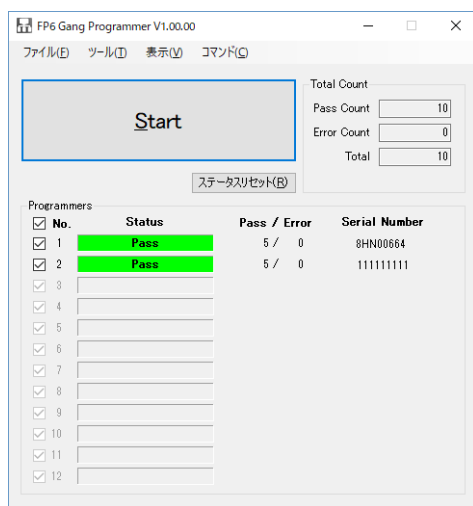 FP6 Gang Programmer V1.00.00
ファイル(F) ツール(T) 表示(V) コマンド(C)
Start
Total Count
Pass Count 10
Error Count 0
Total 10
ステータスリセット(R)
Programmers
No. Status Pass / Error Serial Number
1 Pass 5 / 0 8HN00664
2 Pass 5 / 0 111111111
3
4
5
6
7
8
9
10
11
12